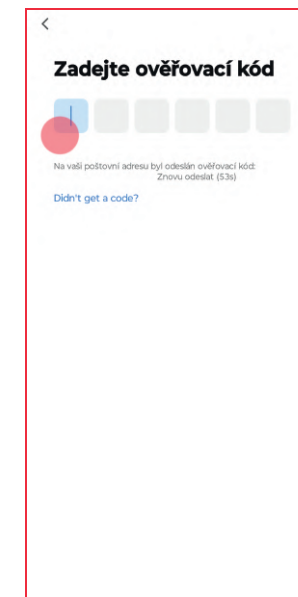 Zadejte ověřovací kód
Na vaši poštovní adresu byl odeslán ověřovací kód:
Znovu odeslat (53s)
Didn't get a code?